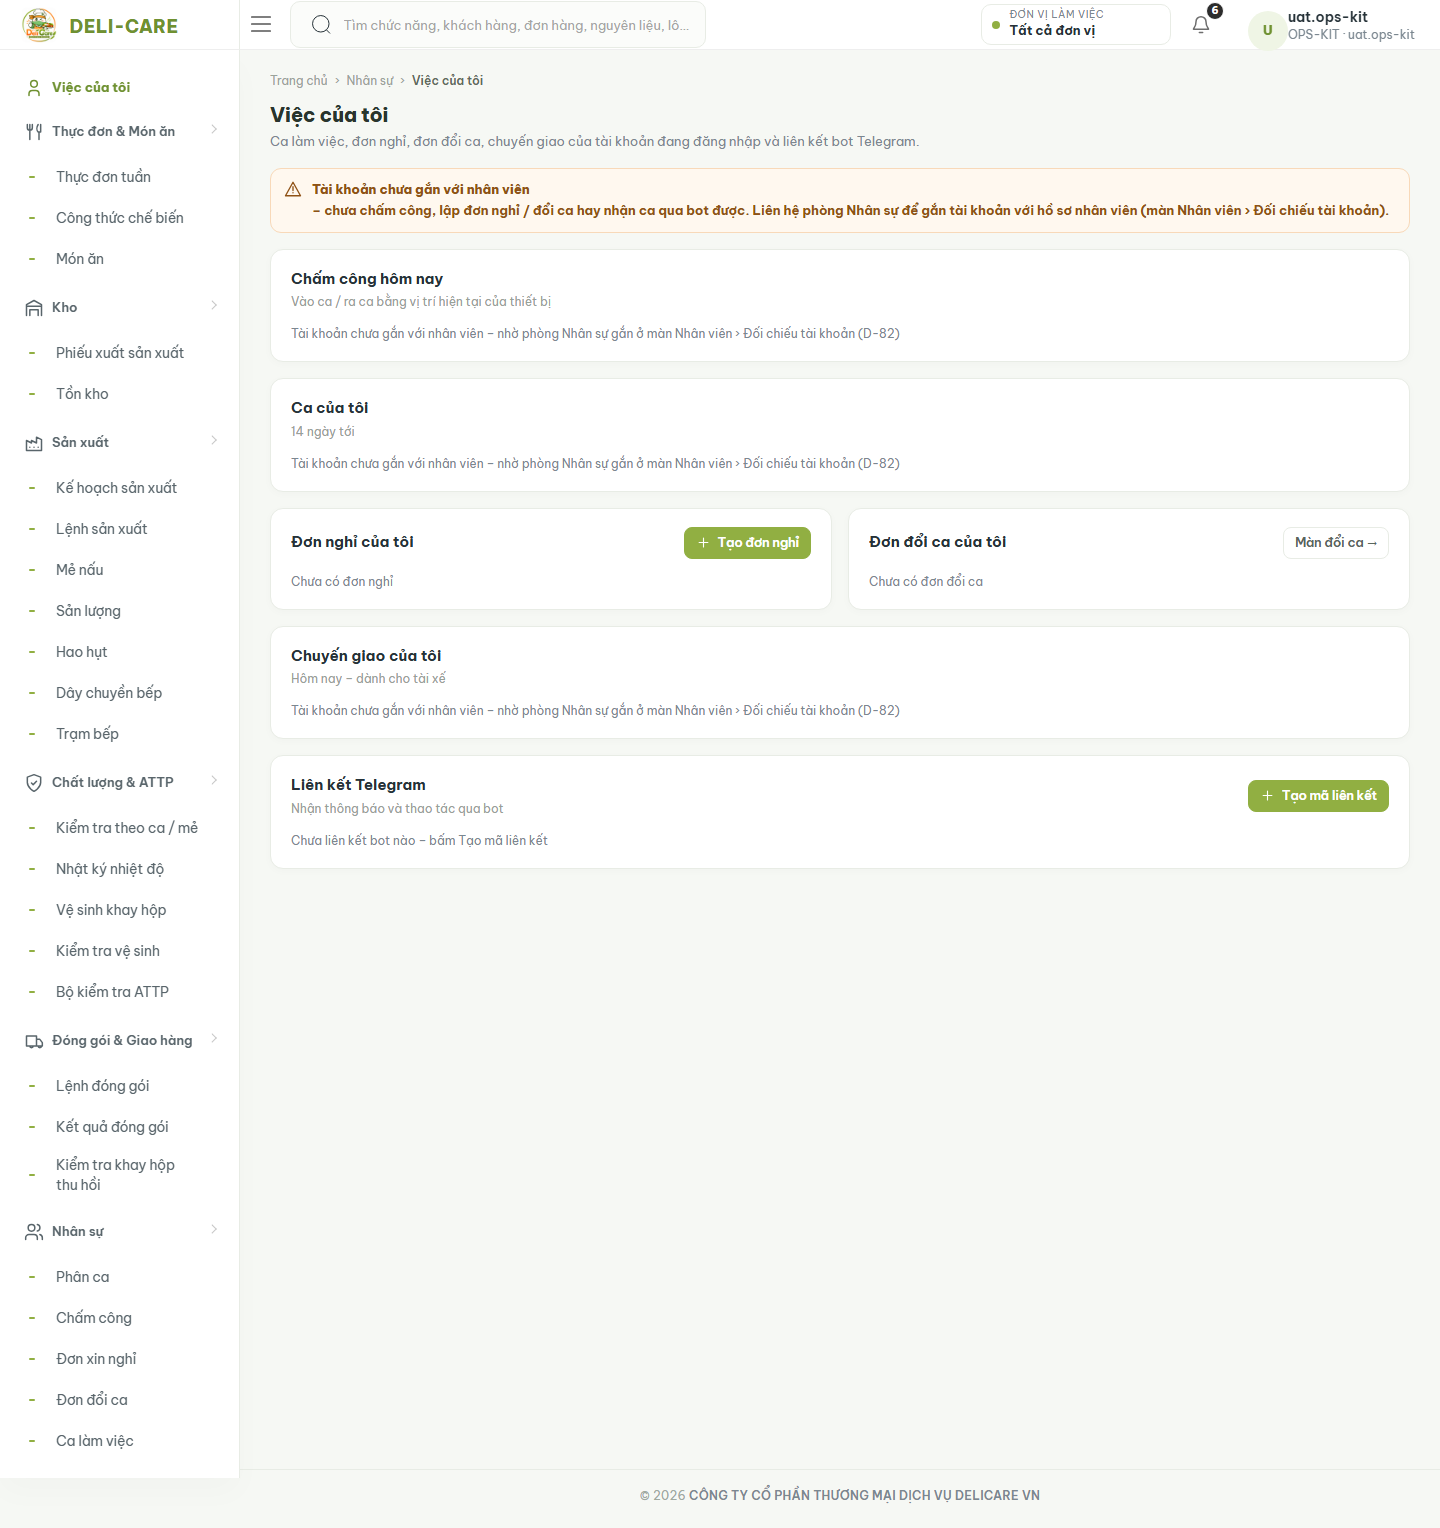 DELI-CARE
Tìm chức năng, khách hàng, đơn hàng, nguyên liệu, lô...
ĐƠN VỊ LÀM VIỆC
Tất cả đơn vị
6
U
uat.ops-kit
OPS-KIT · uat.ops-kit
Việc của tôi
Thực đơn & Món ăn
Thực đơn tuần
Công thức chế biến
Món ăn
Kho
Phiếu xuất sản xuất
Tồn kho
Sản xuất
Kế hoạch sản xuất
Lệnh sản xuất
Mẻ nấu
Sản lượng
Hao hụt
Dây chuyền bếp
Trạm bếp
Chất lượng & ATTP
Kiểm tra theo ca / mẻ
Nhật ký nhiệt độ
Vệ sinh khay hộp
Kiểm tra vệ sinh
Bộ kiểm tra ATTP
Đóng gói & Giao hàng
Lệnh đóng gói
Kết quả đóng gói
Kiểm tra khay hộp
thu hồi
Nhân sự
Phân ca
Chấm công
Đơn xin nghỉ
Đơn đổi ca
Ca làm việc
Trang chủ › Nhân sự › Việc của tôi
Việc của tôi
Ca làm việc, đơn nghỉ, đơn đổi ca, chuyến giao của tài khoản đang đăng nhập và liên kết bot Telegram.
Tài khoản chưa gắn với nhân viên
– chưa chấm công, lập đơn nghỉ / đổi ca hay nhận ca qua bot được. Liên hệ phòng Nhân sự để gắn tài khoản với hồ sơ nhân viên (màn Nhân viên › Đối chiếu tài khoản).
Chấm công hôm nay
Vào ca / ra ca bằng vị trí hiện tại của thiết bị
Tài khoản chưa gắn với nhân viên – nhờ phòng Nhân sự gắn ở màn Nhân viên › Đối chiếu tài khoản (D-82)
Ca của tôi
14 ngày tới
Tài khoản chưa gắn với nhân viên – nhờ phòng Nhân sự gắn ở màn Nhân viên › Đối chiếu tài khoản (D-82)
Đơn nghỉ của tôi
+ Tạo đơn nghỉ
Chưa có đơn nghỉ
Đơn đổi ca của tôi
Màn đổi ca →
Chưa có đơn đổi ca
Chuyến giao của tôi
Hôm nay – dành cho tài xế
Tài khoản chưa gắn với nhân viên – nhờ phòng Nhân sự gắn ở màn Nhân viên › Đối chiếu tài khoản (D-82)
Liên kết Telegram
Nhận thông báo và thao tác qua bot
+ Tạo mã liên kết
Chưa liên kết bot nào – bấm Tạo mã liên kết
© 2026 CÔNG TY CỔ PHẦN THƯƠNG MẠI DỊCH VỤ DELICARE VN